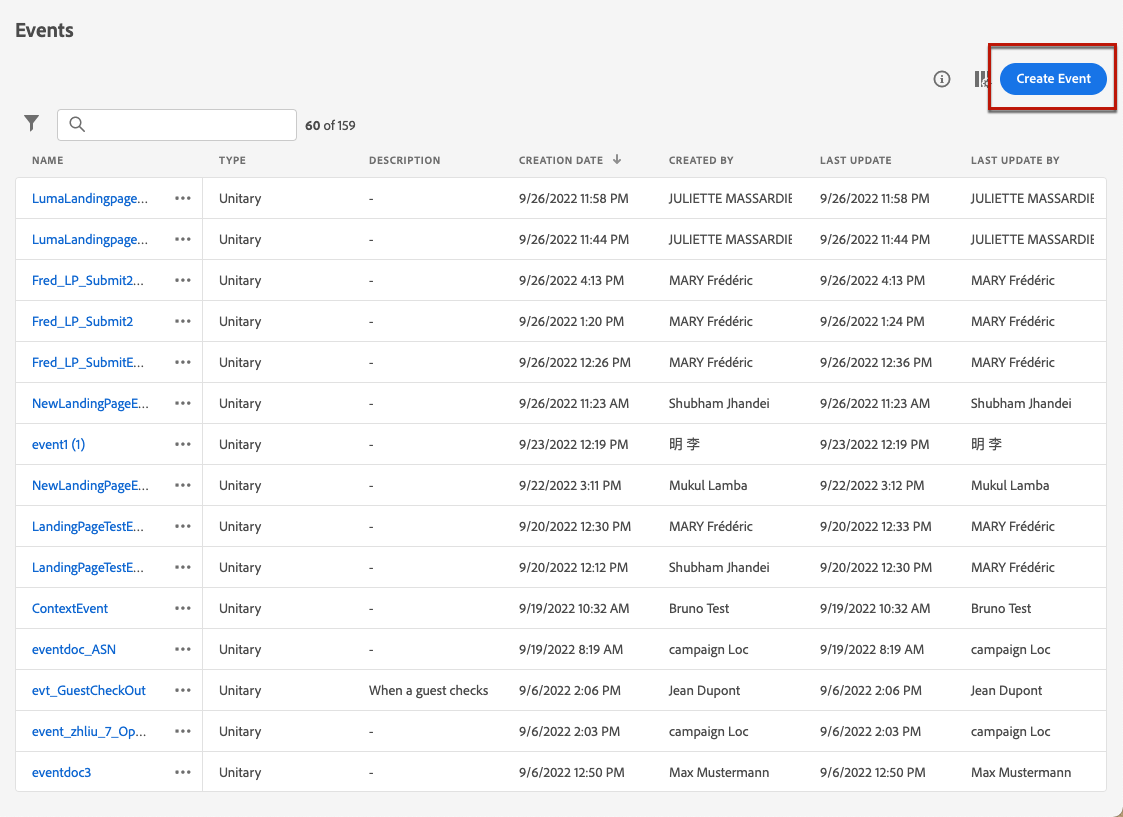 Events
Create Event
60 of 159
NAME TYPE DESCRIPTION CREATION DATE CREATED BY LAST UPDATE LAST UPDATE BY
LumaLandingpage... Unitary - 9/26/2022 11:58 PM JULIETTE MASSARDIE 9/26/2022 11:58 PM JULIETTE MASSARDIE
LumaLandingpage... Unitary - 9/26/2022 11:44 PM JULIETTE MASSARDIE 9/26/2022 11:44 PM JULIETTE MASSARDIE
Fred_LP_Submit2... Unitary - 9/26/2022 4:13 PM MARY Frédéric 9/26/2022 4:13 PM MARY Frédéric
Fred_LP_Submit2 Unitary - 9/26/2022 1:20 PM MARY Frédéric 9/26/2022 1:24 PM MARY Frédéric
Fred_LP_SubmitE... Unitary - 9/26/2022 12:26 PM MARY Frédéric 9/26/2022 12:36 PM MARY Frédéric
NewLandingPageE... Unitary - 9/26/2022 11:23 AM Shubham Jhandei 9/26/2022 11:23 AM Shubham Jhandei
event1 (1) Unitary - 9/23/2022 12:19 PM 明 李 9/23/2022 12:19 PM 明 李
NewLandingPageE... Unitary - 9/22/2022 3:11 PM Mukul Lamba 9/22/2022 3:12 PM Mukul Lamba
LandingPageTestE... Unitary - 9/20/2022 12:30 PM MARY Frédéric 9/20/2022 12:33 PM MARY Frédéric
LandingPageTestE... Unitary - 9/20/2022 12:12 PM Shubham Jhandei 9/20/2022 12:30 PM MARY Frédéric
ContextEvent Unitary - 9/19/2022 10:32 AM Bruno Test 9/19/2022 10:32 AM Bruno Test
eventdoc_ASN Unitary - 9/19/2022 8:19 AM campaign Loc 9/19/2022 8:19 AM campaign Loc
evt_GuestCheckOut Unitary When a guest checks 9/6/2022 2:06 PM Jean Dupont 9/6/2022 2:06 PM Jean Dupont
event_zhliu_7_Op... Unitary - 9/6/2022 2:03 PM campaign Loc 9/6/2022 2:03 PM campaign Loc
eventdoc3 Unitary - 9/6/2022 12:50 PM Max Mustermann 9/6/2022 12:50 PM Max Mustermann